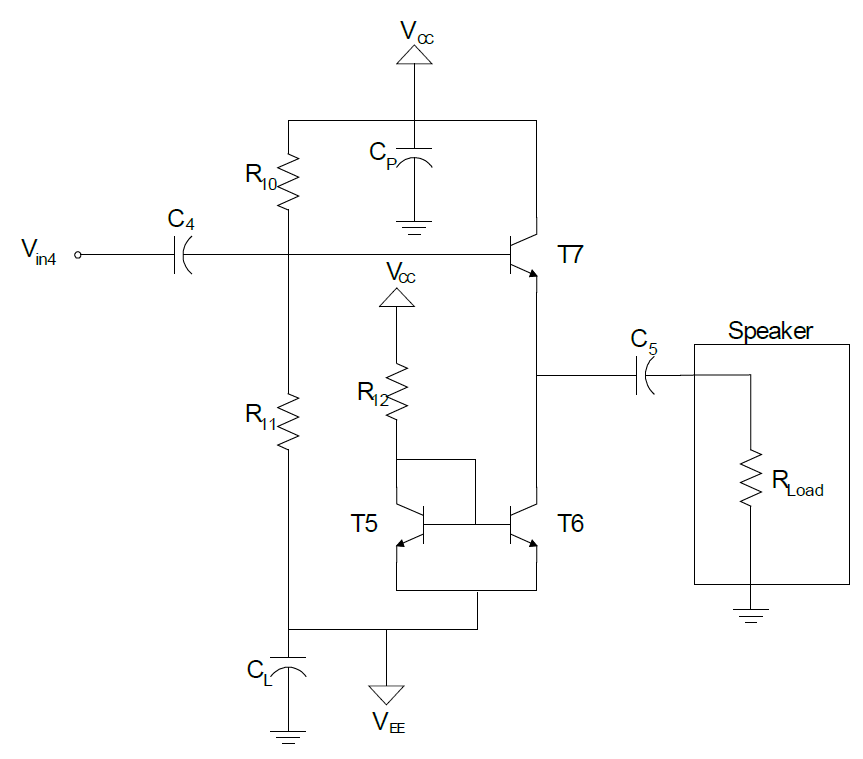 VCC
CP
R10
C4
Vin4
T7
VCC
Speaker
C5
R12
R11
RLoad
T5
T6
CL
VEE